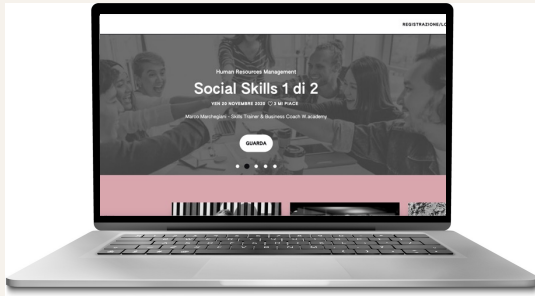 REGISTRAZIONE/LO
Human Resources Management
Social Skills 1 di 2
VEN 20 NOVEMBRE 2020 2 MI PIACE
Marco Marchegiani - Skills Trainer & Business Coach W.academy
GUARDA